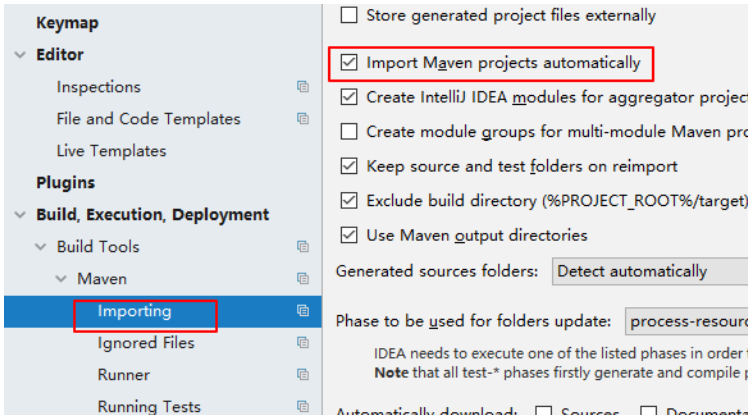 Keymap
Editor
Inspections
File and Code Templates
Live Templates
Plugins
Build, Execution, Deployment
Build Tools
Maven
Importing
Ignored Files
Runner
Running Tests
Store generated project files externally
Import Maven projects automatically
Create IntelliJ IDEA modules for aggregator project
Create module groups for multi-module Maven pro
Keep source and test folders on reimport
Exclude build directory (%PROJECT_ROOT%/target)
Use Maven output directories
Generated sources folders: Detect automatically
Phase to be used for folders update: process-resourc
IDEA needs to execute one of the listed phases in order
Note that all test-* phases firstly generate and compile p
Automatically download: Sources Documenta